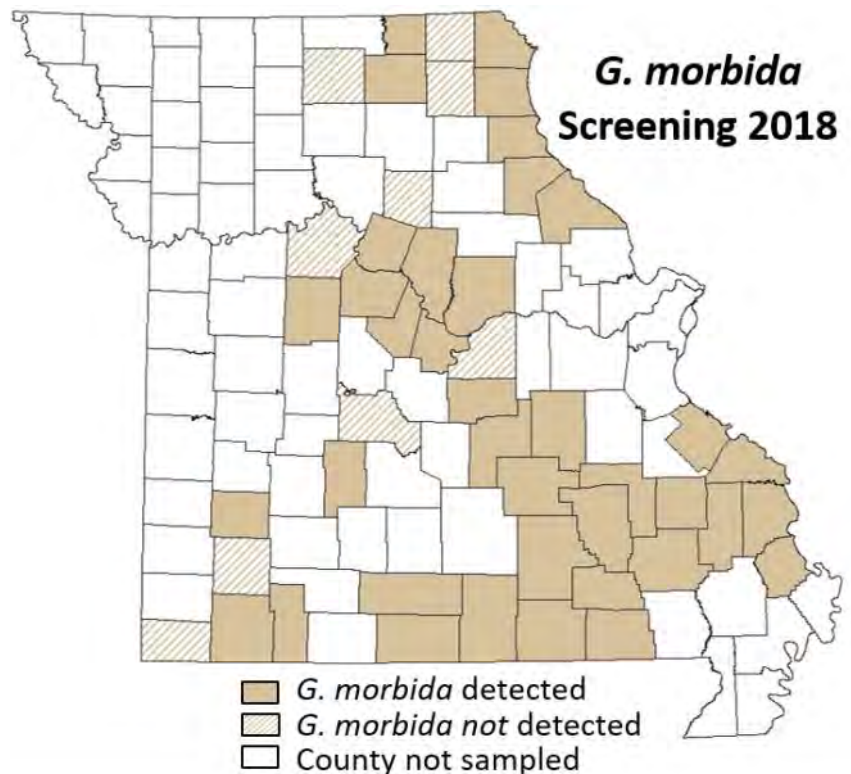 G. morbida
Screening 2018
G. morbida detected
G. morbida not detected
County not sampled